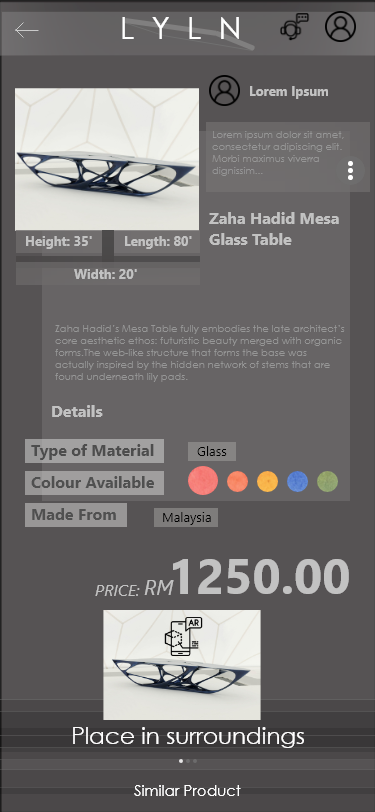 LYLN
Lorem Ipsum
Lorem ipsum dolor sit amet,
consectetur adipiscing elit.
Morbi maximus viverra
dignissim...
Zaha Hadid Mesa
Glass Table
Height: 35"
Length: 80"
Width: 20"
Zaha Hadid's Mesa Table fully embodies the late architect's
core aesthetic ethos: futuristic beauty merged with organic
forms.The web-like structure that forms the base was
actually inspired by the hidden network of stems that are
found underneath lily pads.
Details
Type of Material
Glass
Colour Available
Made From
Malaysia
PRICE: RM1250.00
AR
Place in surroundings
Similar Product